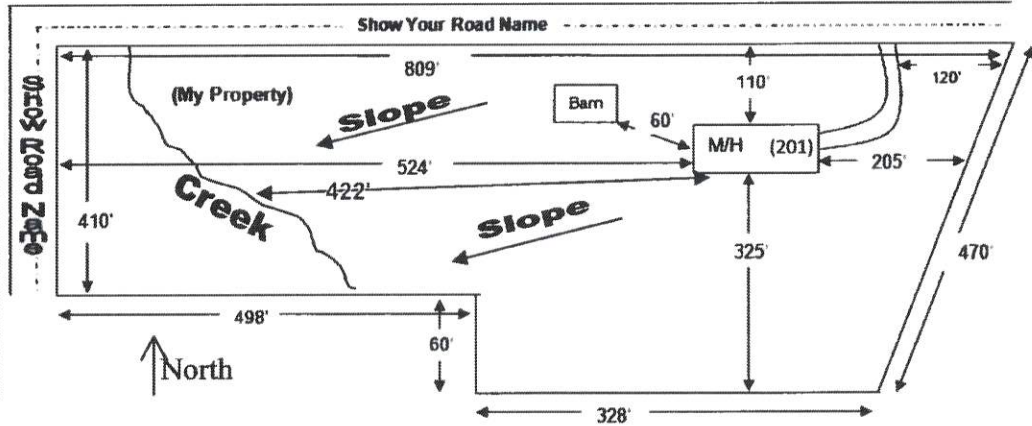 Show Your Road Name
Show Road Name
809'
110'
120'
(My Property)
Slope
Barn
60'
M/H (201)
524'
205'
422'
Creek
410'
Slope
325'
470'
498'
60'
North
328'